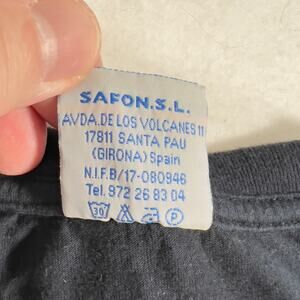 SAFON.S.L.
AVDA.DE LOS VOLCANES 11
17811 SANTA PAU
(GIRONA) Spain
N.I.F.B/17-080946
Tel. 972 26 83 04
30 P